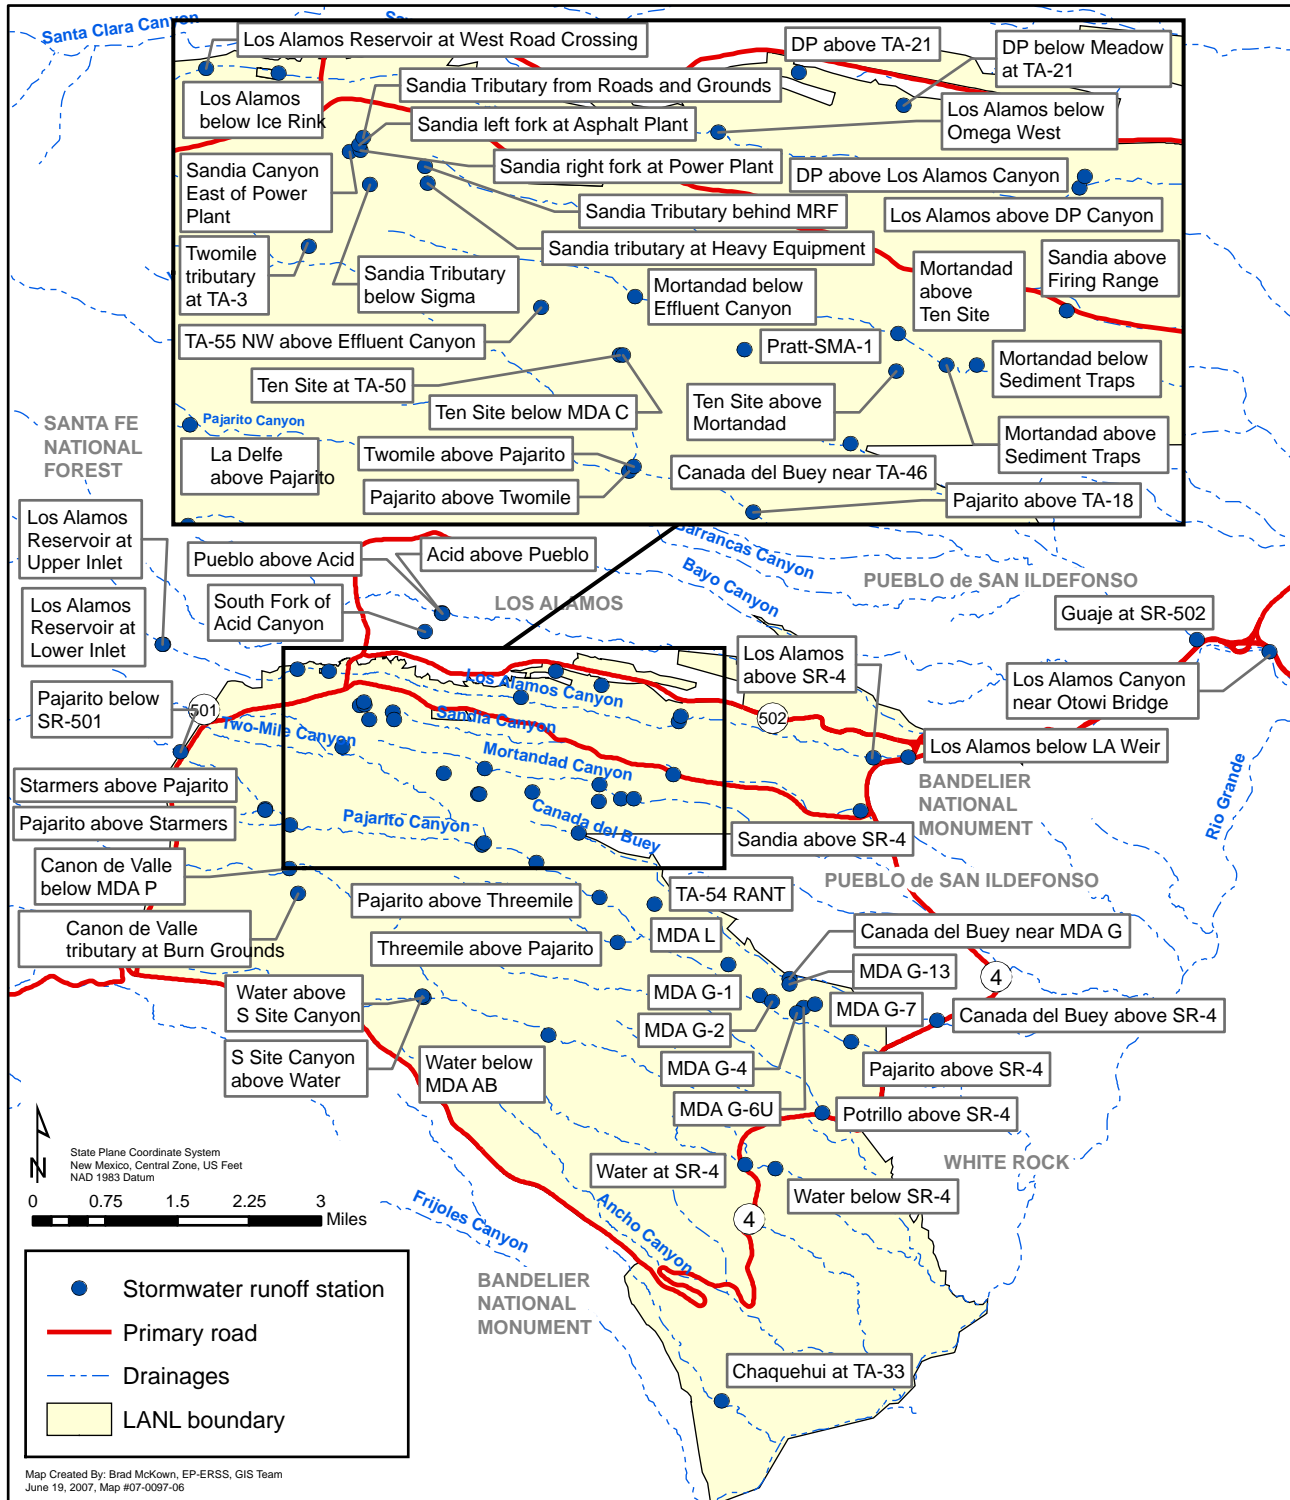 Santa Clara Canyon
Los Alamos Reservoir at West Road Crossing
DP above TA-21
DP below Meadow
at TA-21
Los Alamos
below Ice Rink
Sandia Tributary from Roads and Grounds
Sandia left fork at Asphalt Plant
Los Alamos below
Omega West
Sandia Canyon
East of Power
Plant
Sandia right fork at Power Plant
DP above Los Alamos Canyon
Sandia Tributary behind MRF
Los Alamos above DP Canyon
Twomile
tributary
at TA-3
Sandia tributary at Heavy Equipment
Sandia Tributary
below Sigma
Mortandad below
Effluent Canyon
Mortandad
above
Ten Site
Sandia above
Firing Range
TA-55 NW above Effluent Canyon
Pratt-SMA-1
Mortandad below
Sediment Traps
Ten Site at TA-50
Ten Site below MDA C
Ten Site above
Mortandad
Mortandad above
Sediment Traps
Pajarito Canyon
La Delfe
above Pajarito
Twomile above Pajarito
Pajarito above Twomile
Canada del Buey near TA-46
Pajarito above TA-18
SANTA FE
NATIONAL
FOREST
Los Alamos
Reservoir at
Upper Inlet
Los Alamos
Reservoir at
Lower Inlet
Pueblo above Acid
Acid above Pueblo
South Fork of
Acid Canyon
LOS ALAMOS
Barrancas Canyon
Bayo Canyon
PUEBLO de SAN ILDEFONSO
Guaje at SR-502
Los Alamos
above SR-4
Los Alamos Canyon
near Otowi Bridge
Pajarito below
SR-501
501
502
Los Alamos Canyon
Sandia Canyon
Two-Mile Canyon
Mortandad Canyon
Pajarito Canyon
Canada del Buey
Los Alamos below LA Weir
BANDELIER
NATIONAL
MONUMENT
Rio Grande
Starmers above Pajarito
Pajarito above Starmers
Sandia above SR-4
Canon de Valle
below MDA P
PUEBLO de SAN ILDEFONSO
Canon de Valle
tributary at Burn Grounds
Pajarito above Threemile
TA-54 RANT
Threemile above Pajarito
MDA L
Canada del Buey near MDA G
MDA G-13
4
Water above
S Site Canyon
MDA G-1
MDA G-7
MDA G-2
Canada del Buey above SR-4
S Site Canyon
above Water
Water below
MDA AB
MDA G-4
Pajarito above SR-4
MDA G-6U
Potrillo above SR-4
N
State Plane Coordinate System
New Mexico, Central Zone, US Feet
NAD 1983 Datum
0 0.75 1.5 2.25 3
Miles
Water at SR-4
WHITE ROCK
Water below SR-4
Frijoles Canyon
Ancho Canyon
4
BANDELIER
NATIONAL
MONUMENT
Stormwater runoff station
Primary road
Drainages
LANL boundary
Chaquehui at TA-33
Map Created By: Brad McKown, EP-ERSS, GIS Team
June 19, 2007, Map #07-0097-06